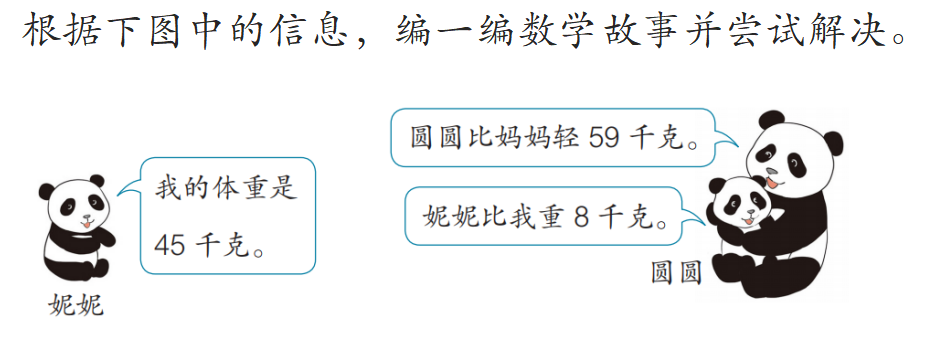 根据下图中的信息，编一编数学故事并尝试解决。
我的体重是
45 千克。
妮妮
圆圆比妈妈轻 59 千克。
妮妮比我重 8 千克。
圆圆